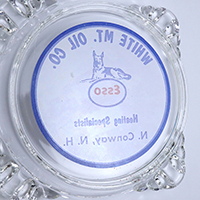 WHITE MT. OIL CO.
Esso
Heating Specialists
N. Conway, N. H.